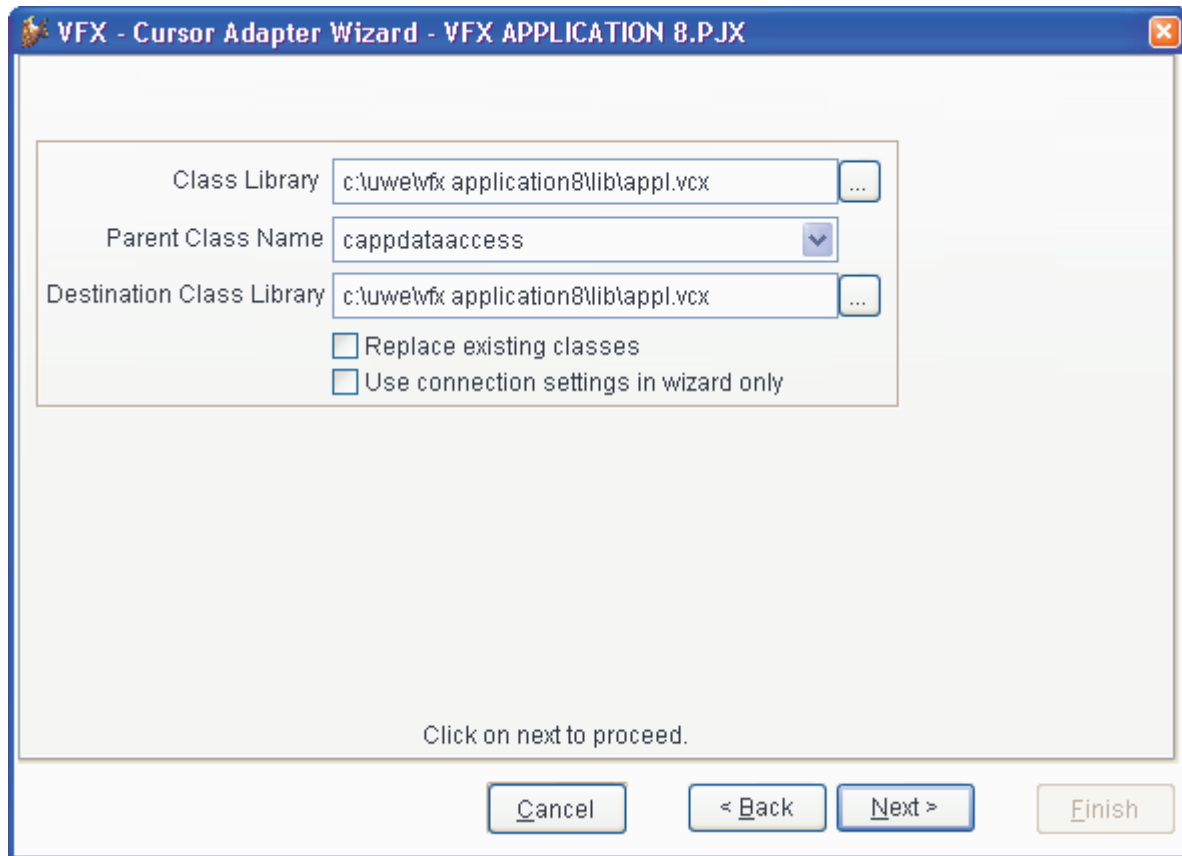 VFX - Cursor Adapter Wizard - VFX APPLICATION 8.PJX
Class Library c:\uwe\vfx application8\lib\appl.vcx ...
Parent Class Name cappdataaccess
Destination Class Library c:\uwe\vfx application8\lib\appl.vcx ...
Replace existing classes
Use connection settings in wizard only
Click on next to proceed.
Cancel < Back Next > Finish